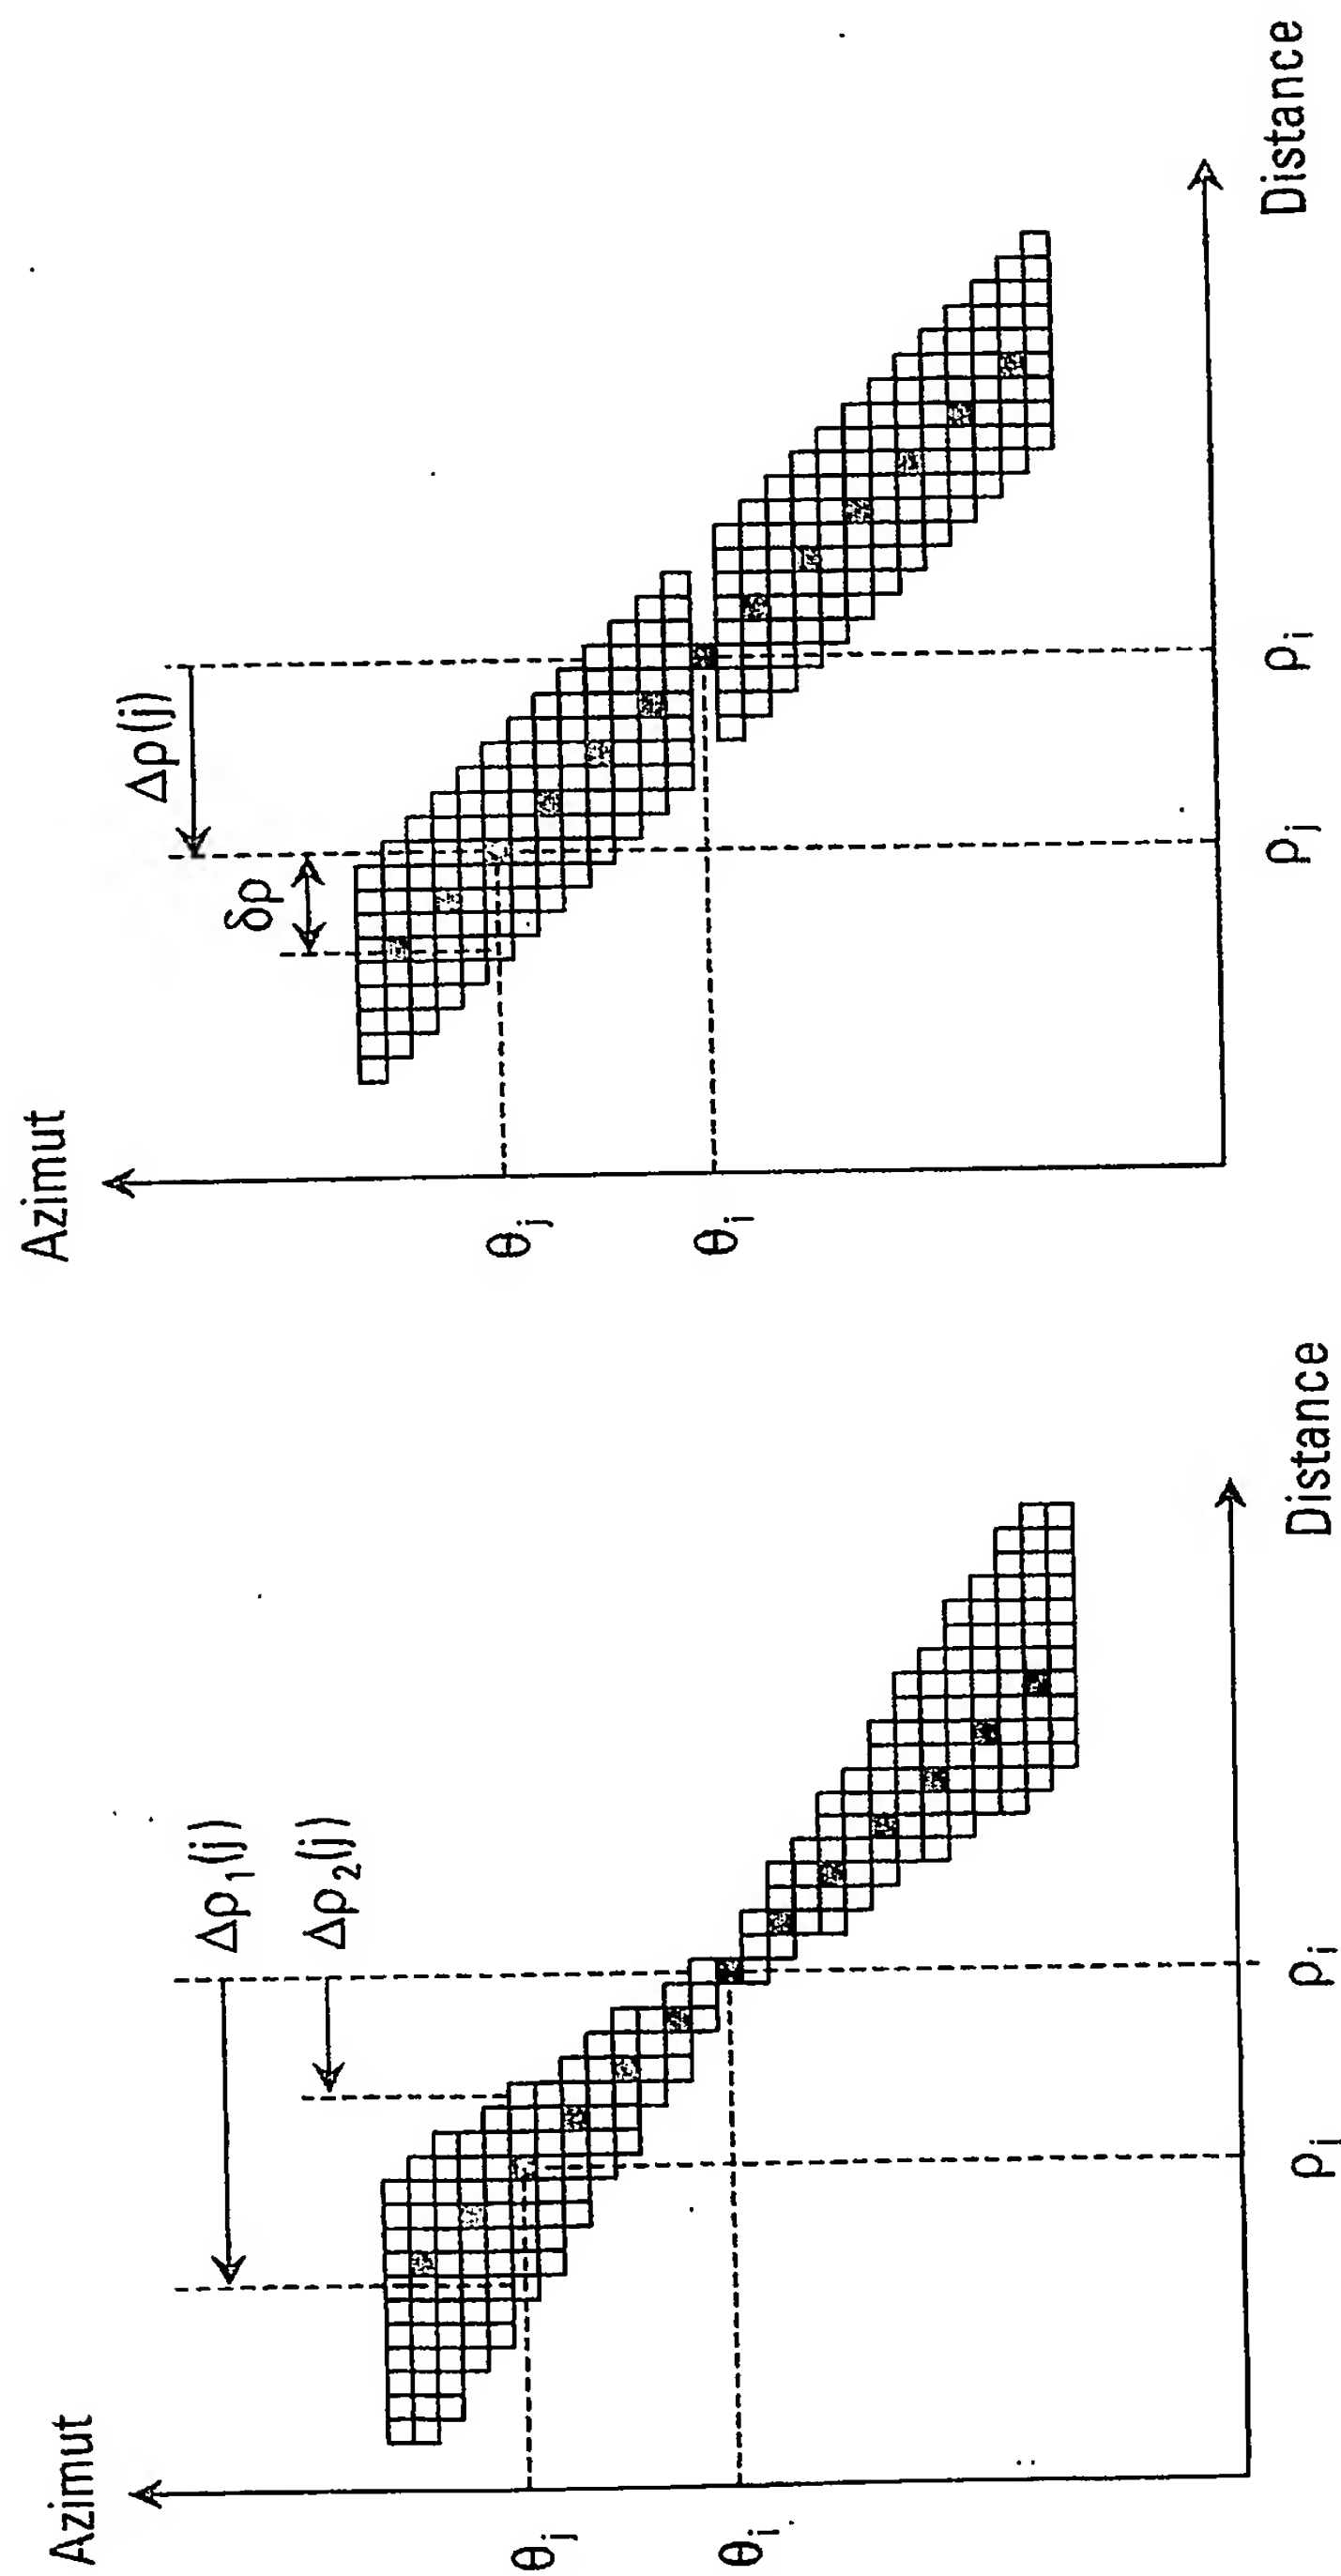 Azimut
Δρ₁(j)
Δρ₂(j)
θⱼ
θᵢ
ρⱼ
ρᵢ
Distance
Azimut
Δρ(j)
δρ
θⱼ
θᵢ
ρⱼ
ρᵢ
Distance